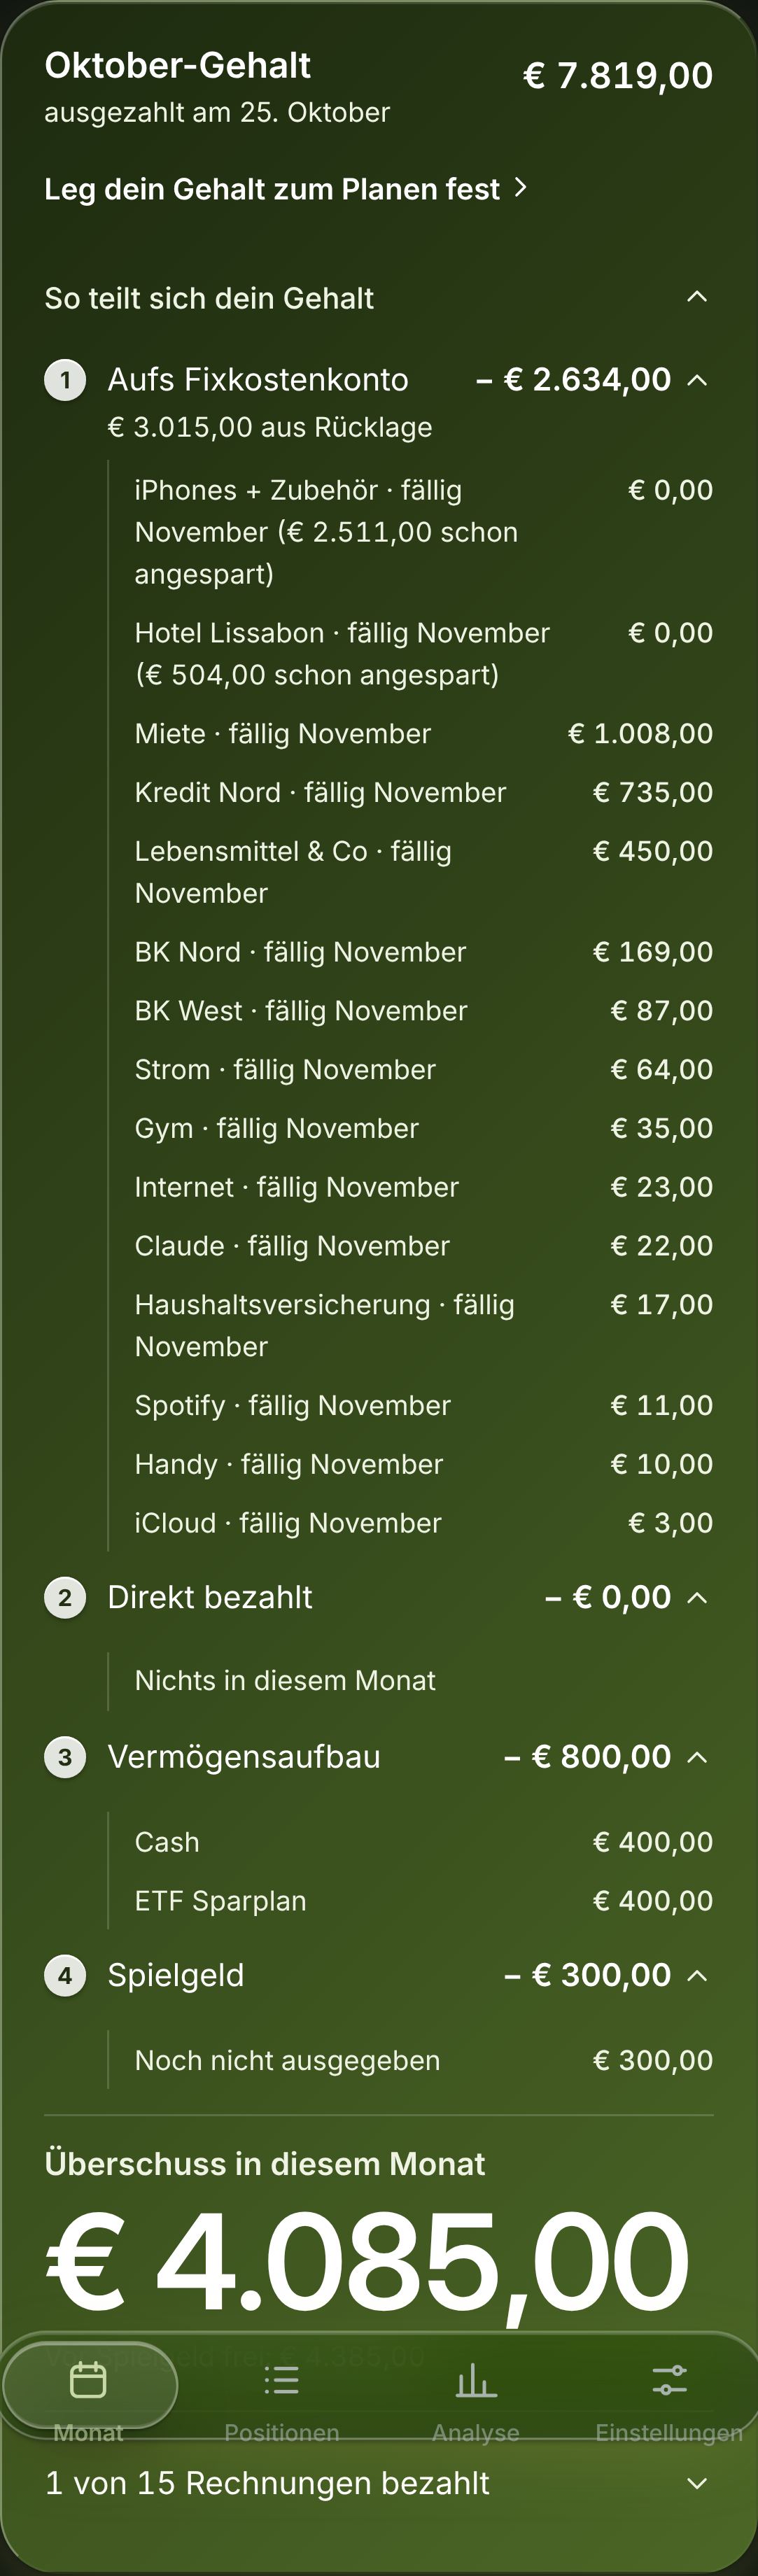 Oktober-Gehalt
€ 7.819,00
ausgezahlt am 25. Oktober
Leg dein Gehalt zum Planen fest
So teilt sich dein Gehalt
1 Aufs Fixkostenkonto – € 2.634,00
€ 3.015,00 aus Rücklage
iPhones + Zubehör · fällig € 0,00
November (€ 2.511,00 schon
angespart)
Hotel Lissabon · fällig November € 0,00
(€ 504,00 schon angespart)
Miete · fällig November € 1.008,00
Kredit Nord · fällig November € 735,00
Lebensmittel & Co · fällig € 450,00
November
BK Nord · fällig November € 169,00
BK West · fällig November € 87,00
Strom · fällig November € 64,00
Gym · fällig November € 35,00
Internet · fällig November € 23,00
Claude · fällig November € 22,00
Haushaltsversicherung · fällig € 17,00
November
Spotify · fällig November € 11,00
Handy · fällig November € 10,00
iCloud · fällig November € 3,00
2 Direkt bezahlt – € 0,00
Nichts in diesem Monat
3 Vermögensaufbau – € 800,00
Cash € 400,00
ETF Sparplan € 400,00
4 Spielgeld – € 300,00
Noch nicht ausgegeben € 300,00
Überschuss in diesem Monat
€ 4.085,00
€ 4.385,00
Monat Positionen Analyse Einstellungen
1 von 15 Rechnungen bezahlt